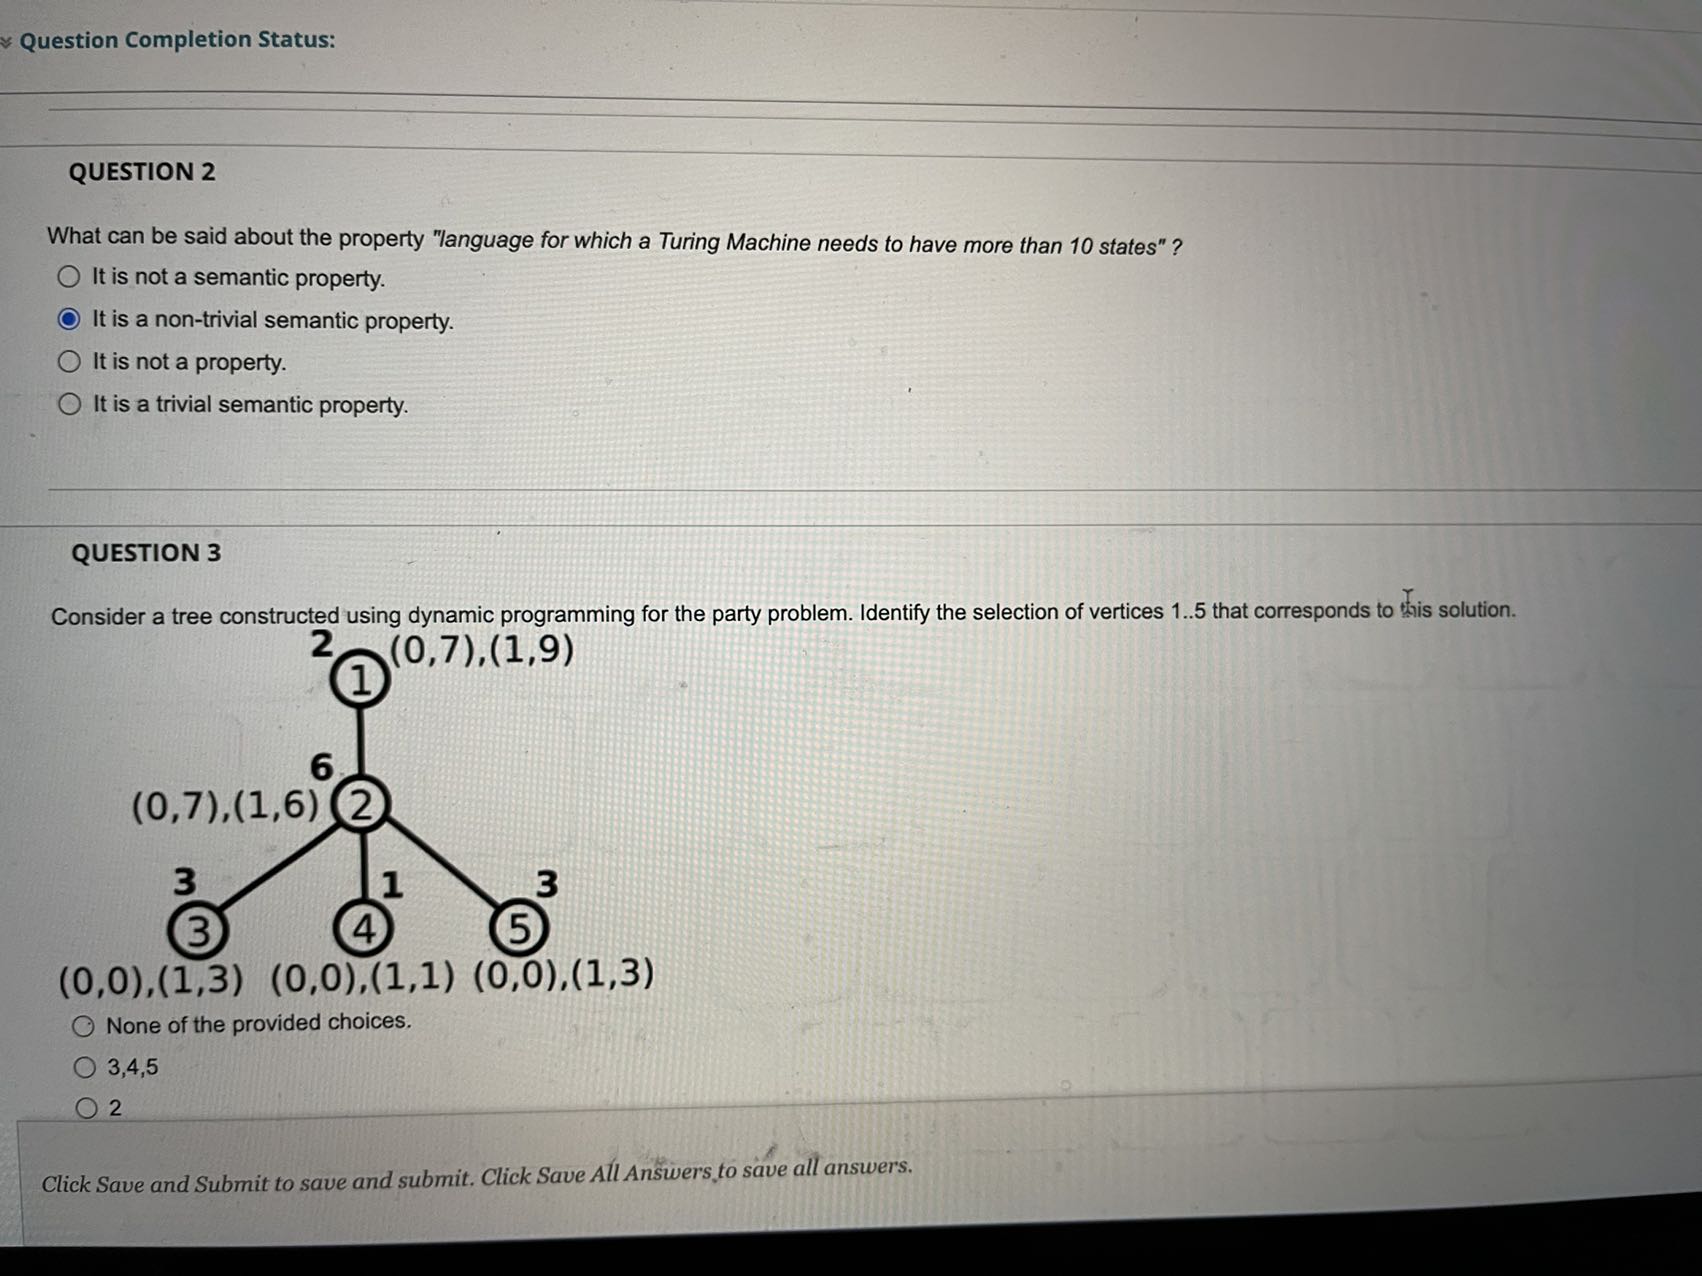 Question Completion Status:
QUESTION 2
What can be said about the property "language for which a Turing Machine needs to have more than 10 states" ?
It is not a semantic property.
It is a non-trivial semantic property.
It is not a property.
It is a trivial semantic property.
QUESTION 3
Consider a tree constructed using dynamic programming for the party problem. Identify the selection of vertices 1..5 that corresponds to this solution.
2 (0,7),(1,9)
1
6
(0,7),(1,6) 2
3 1 3
3 4 5
(0,0),(1,3) (0,0),(1,1) (0,0),(1,3)
None of the provided choices.
3,4,5
2
Click Save and Submit to save and submit. Click Save All Answers to save all answers.